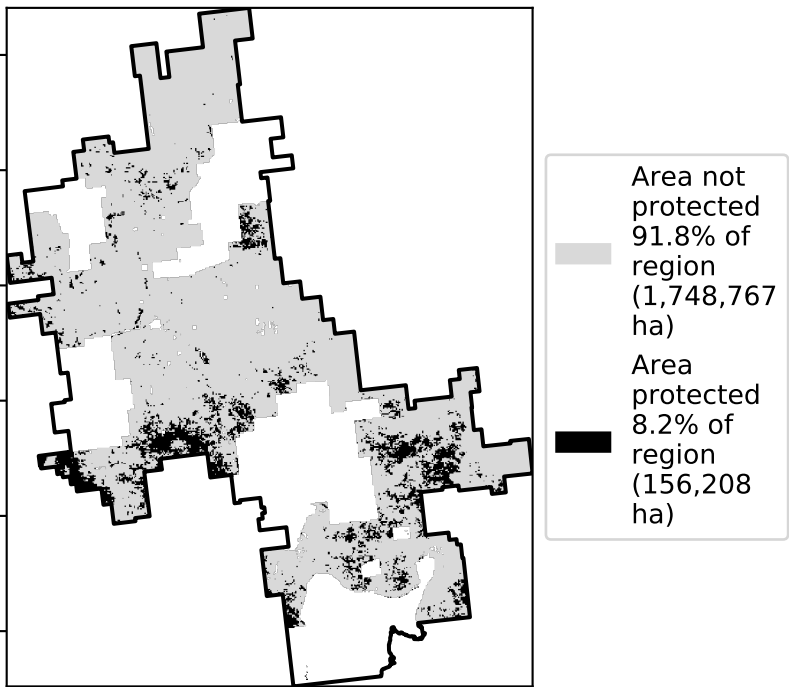 Area not
protected
91.8% of
region
(1,748,767
ha)
Area
protected
8.2% of
region
(156,208
ha)